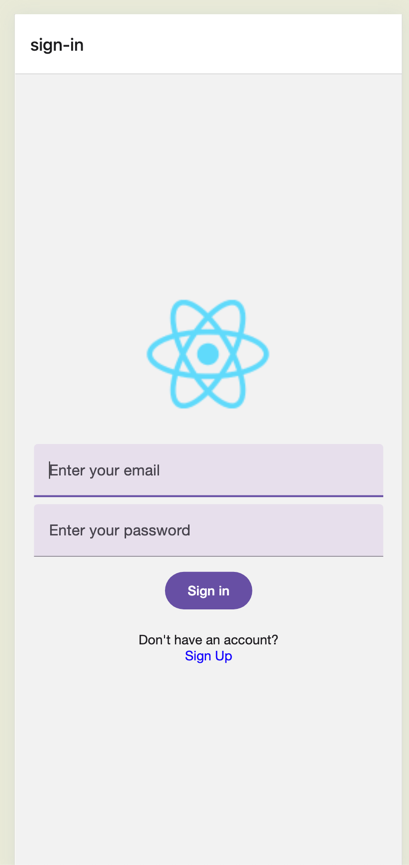 sign-in
Enter your email
Enter your password
Sign in
Don't have an account?
Sign Up